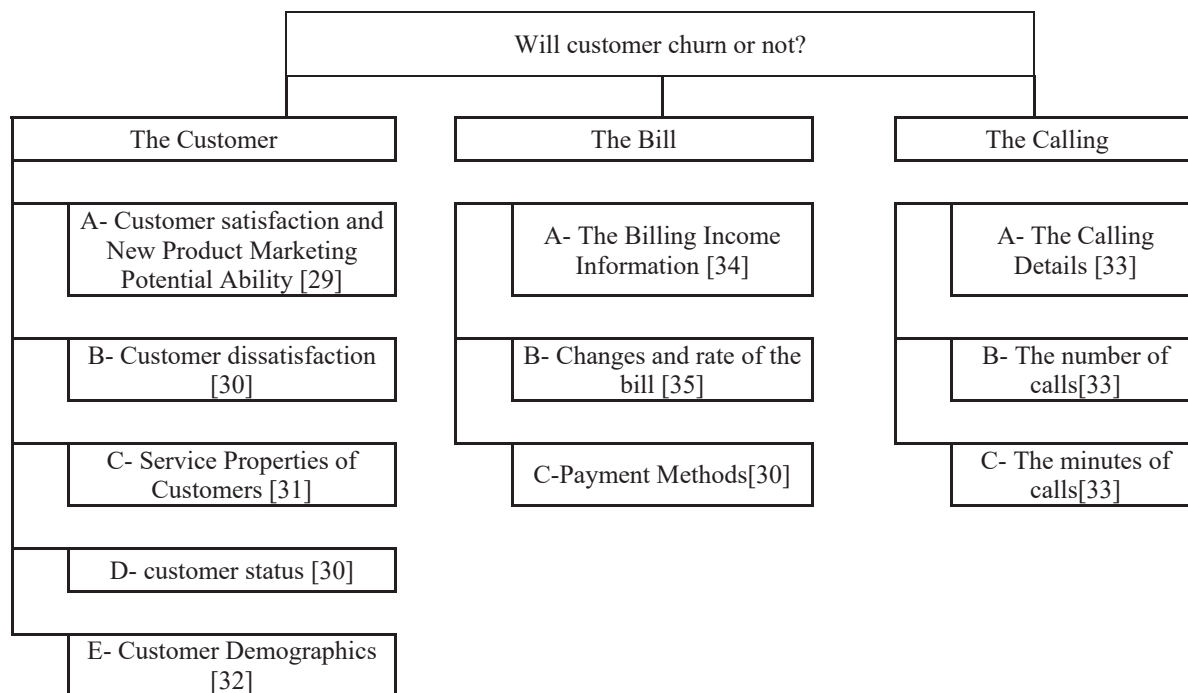 Will customer churn or not?
The Customer
The Bill
The Calling
A- Customer satisfaction and
New Product Marketing
Potential Ability [29]
A- The Billing Income
Information [34]
A- The Calling
Details [33]
B- Customer dissatisfaction
[30]
B- Changes and rate of the
bill [35]
B- The number of
calls[33]
C- Service Properties of
Customers [31]
C-Payment Methods[30]
C- The minutes of
calls[33]
D- customer status [30]
E- Customer Demographics
[32]